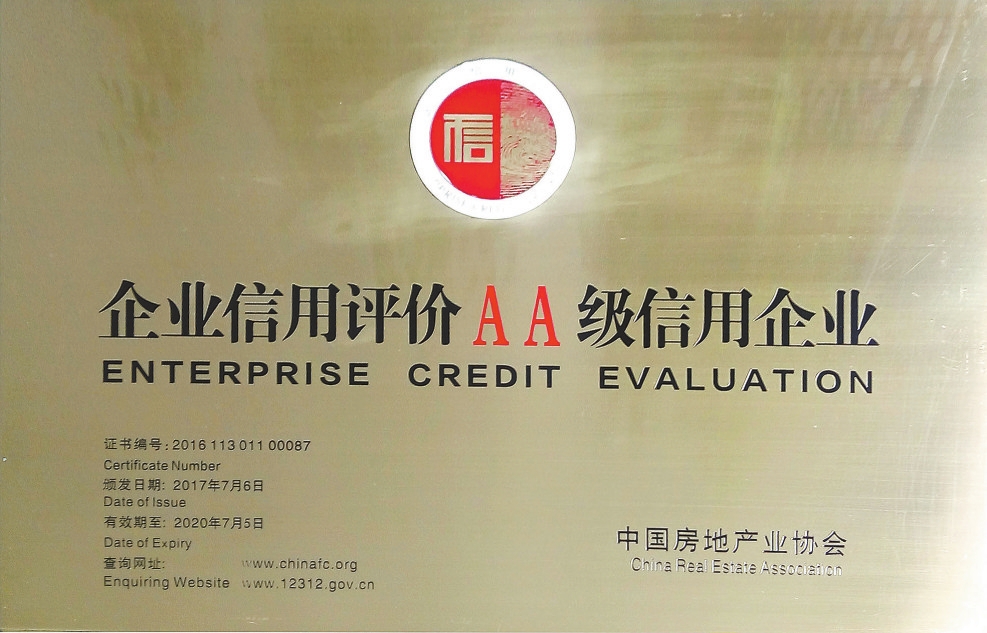 信
企业信用评价AA级信用企业
ENTERPRISE CREDIT EVALUATION
证书编号:2016 113 011 00087
Certificate Number
颁发日期: 2017年7月6日
Date of Issue
有效期至: 2020年7月5日
Date of Expiry
查询网址: www.chinafc.org
Enquiring Website www.12312.gov.cn
中国房地产业协会
China Real Estate Association